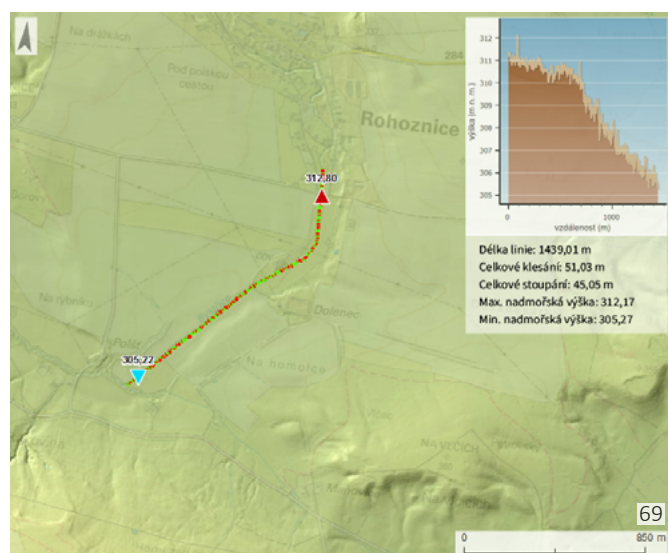 Na drážkách
Pod polskou
cestou
284
Rohoznice
312,80
Na rybníku
Dolenec
305,22
Na homolce
NA VLČÍCH
312
311
310
309
308
307
306
305
výška (m n. m.)
0
1000
vzdálenost (m)
Délka linie: 1439,01 m
Celkové klesání: 51,03 m
Celkové stoupání: 45,05 m
Max. nadmořská výška: 312,17
Min. nadmořská výška: 305,27
69
0
850 m